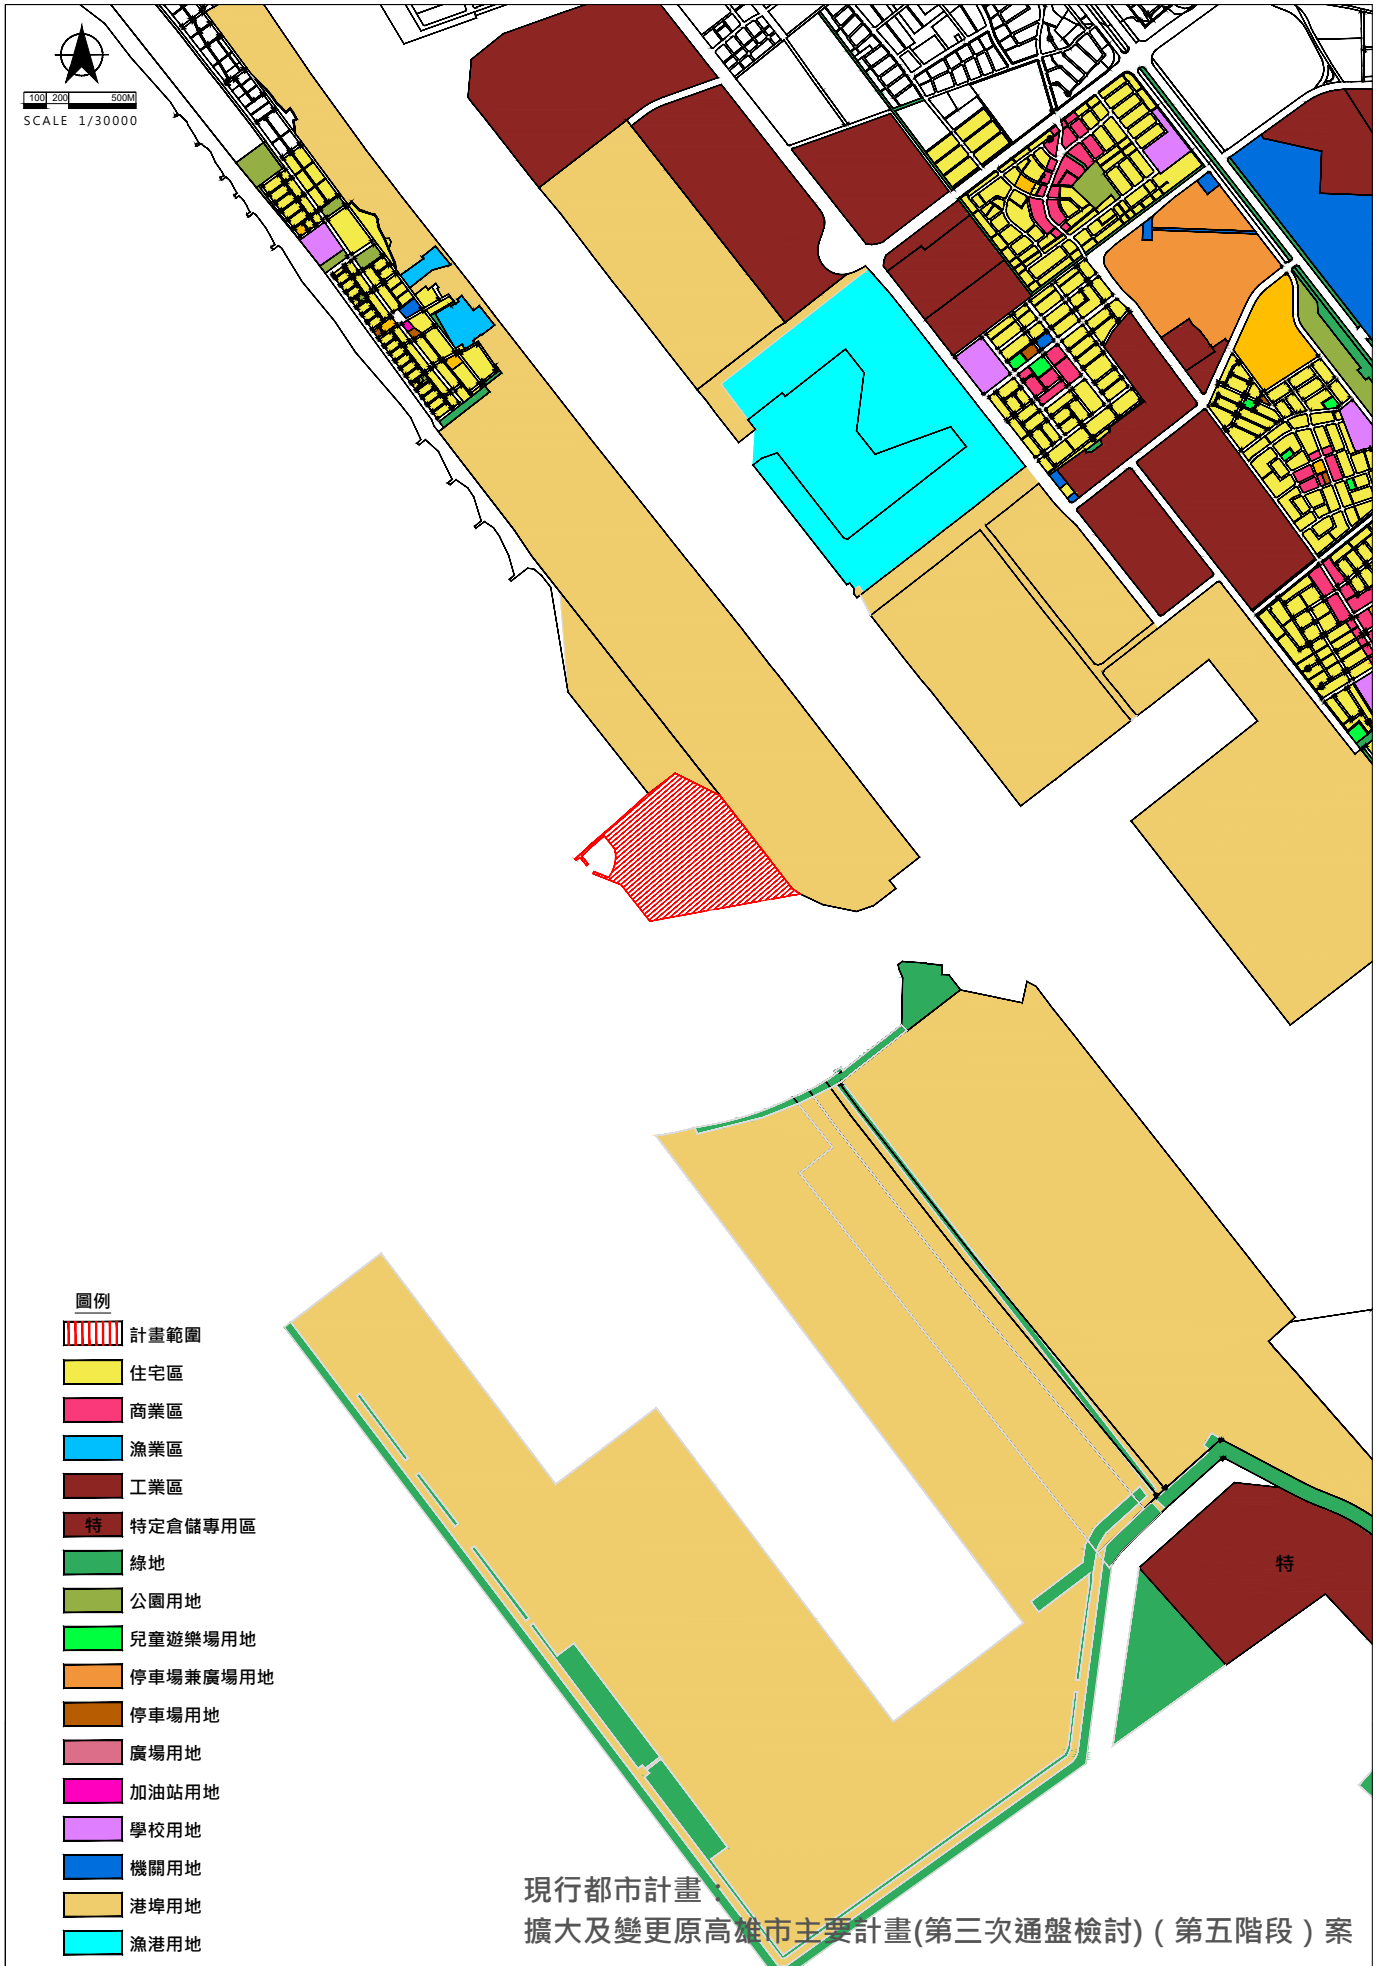 100 200 500M
SCALE 1/30000
圖例
計畫範圍
住宅區
商業區
漁業區
工業區
特 特定倉儲專用區
綠地
公園用地
兒童遊樂場用地
停車場兼廣場用地
停車場用地
廣場用地
加油站用地
學校用地
機關用地
港埠用地
漁港用地
特
現行都市計畫：
擴大及變更原高雄市主要計畫(第三次通盤檢討)（第五階段）案